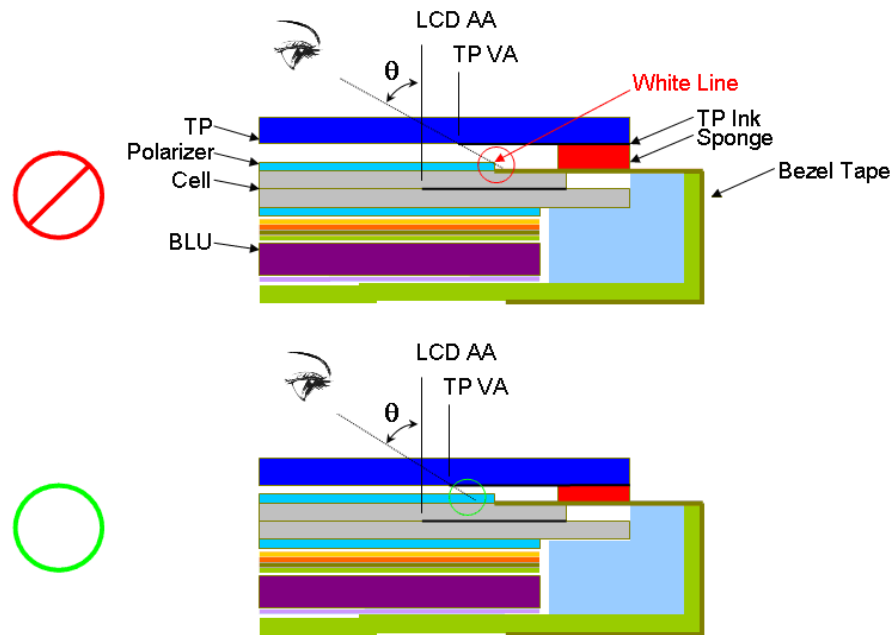 LCD AA
TP VA
θ
White Line
TP
TP Ink
Polarizer
Sponge
Cell
Bezel Tape
BLU
LCD AA
TP VA
θ